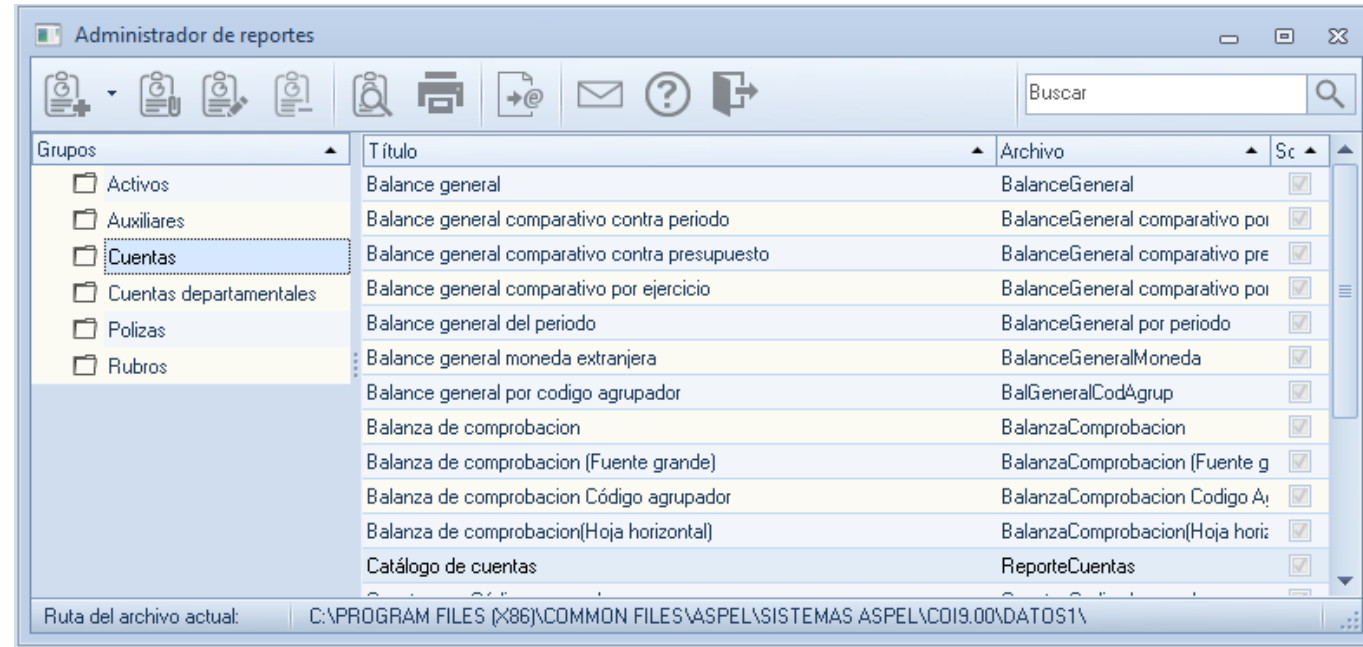 Administrador de reportes
Buscar
Grupos
Activos
Auxiliares
Cuentas
Cuentas departamentales
Polizas
Rubros
Título Archivo Sc
Balance general BalanceGeneral
Balance general comparativo contra periodo BalanceGeneral comparativo por
Balance general comparativo contra presupuesto BalanceGeneral comparativo pre
Balance general comparativo por ejercicio BalanceGeneral comparativo por
Balance general del periodo BalanceGeneral por periodo
Balance general moneda extranjera BalanceGeneralMoneda
Balance general por codigo agrupador BalGeneralCodAgrup
Balanza de comprobacion BalanzaComprobacion
Balanza de comprobacion (Fuente grande) BalanzaComprobacion (Fuente g
Balanza de comprobacion Código agrupador BalanzaComprobacion Codigo A
Balanza de comprobacion(Hoja horizontal) BalanzaComprobacion(Hoja horiz
Catálogo de cuentas ReporteCuentas
Ruta del archivo actual: C:\PROGRAM FILES (X86)\COMMON FILES\ASPEL\SISTEMAS ASPEL\COI9.00\DATOS1\